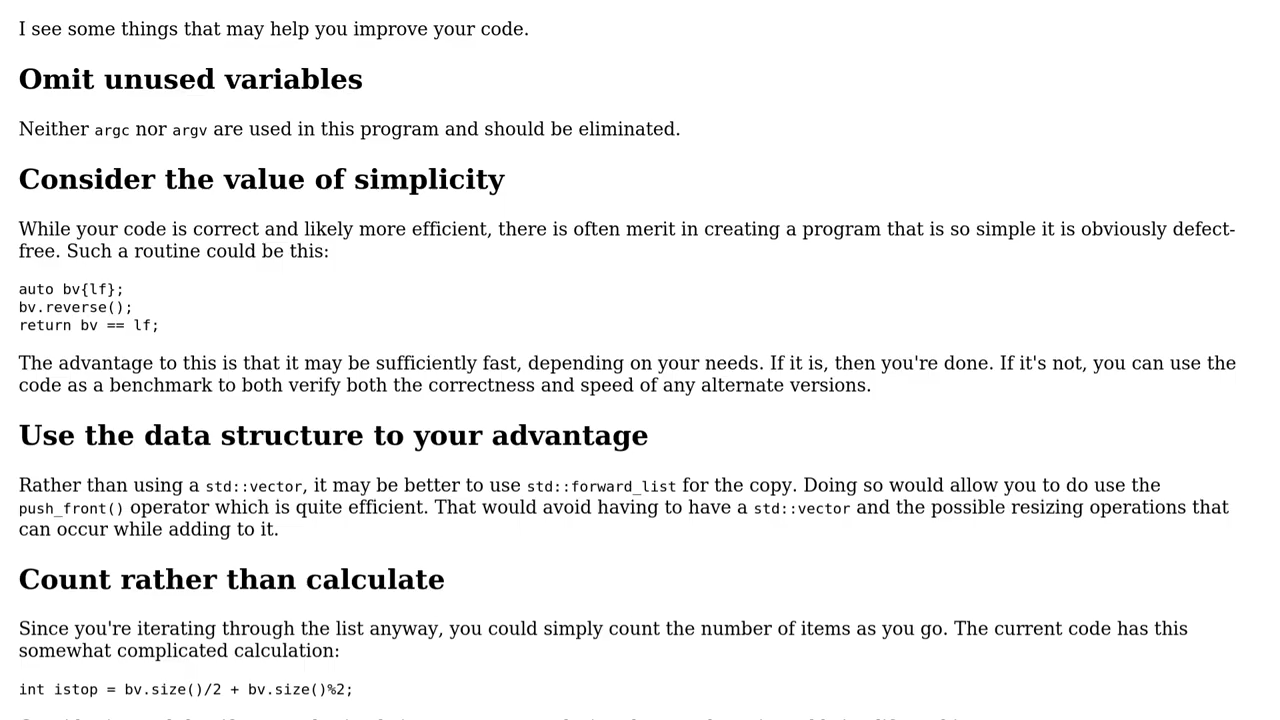 I see some things that may help you improve your code.
Omit unused variables
Neither argc nor argv are used in this program and should be eliminated.
Consider the value of simplicity
While your code is correct and likely more efficient, there is often merit in creating a program that is so simple it is obviously defect-
free. Such a routine could be this:
auto bv{lf};
bv.reverse();
return bv == lf;
The advantage to this is that it may be sufficiently fast, depending on your needs. If it is, then you're done. If it's not, you can use the
code as a benchmark to both verify both the correctness and speed of any alternate versions.
Use the data structure to your advantage
Rather than using a std::vector, it may be better to use std::forward_list for the copy. Doing so would allow you to do use the
push_front() operator which is quite efficient. That would avoid having to have a std::vector and the possible resizing operations that
can occur while adding to it.
Count rather than calculate
Since you're iterating through the list anyway, you could simply count the number of items as you go. The current code has this
somewhat complicated calculation:
int istop = bv.size()/2 + bv.size()%2;